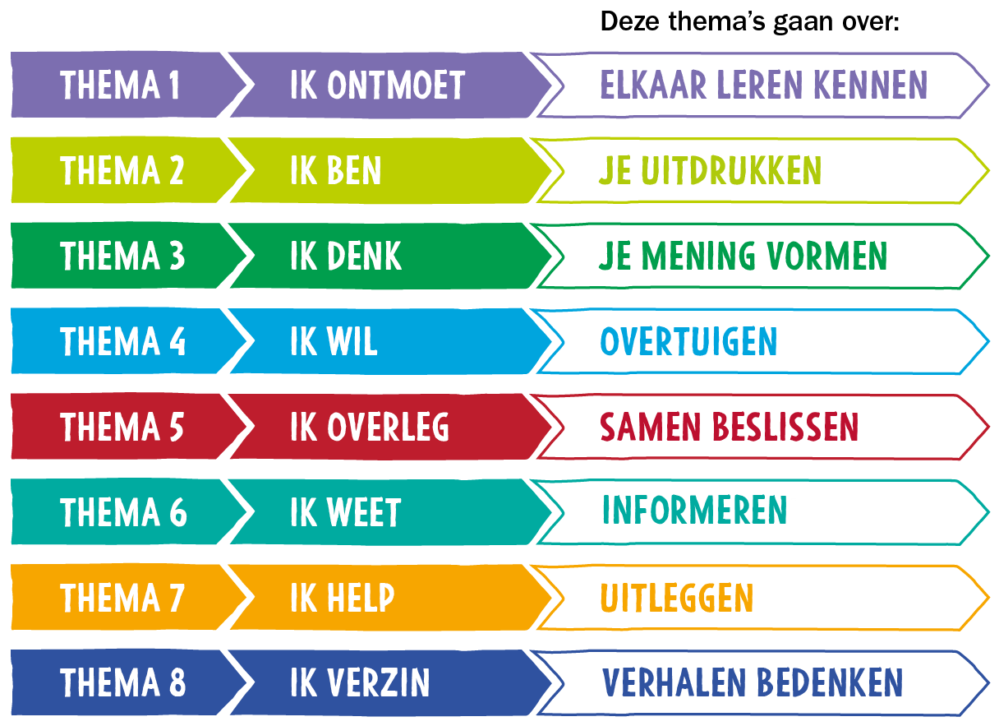 Deze thema's gaan over:
THEMA 1 IK ONTMOET ELKAAR LEREN KENNEN
THEMA 2 IK BEN JE UITDRUKKEN
THEMA 3 IK DENK JE MENING VORMEN
THEMA 4 IK WIL OVERTUIGEN
THEMA 5 IK OVERLEG SAMEN BESLISSEN
THEMA 6 IK WEET INFORMEREN
THEMA 7 IK HELP UITLEGGEN
THEMA 8 IK VERZIN VERHALEN BEDENKEN